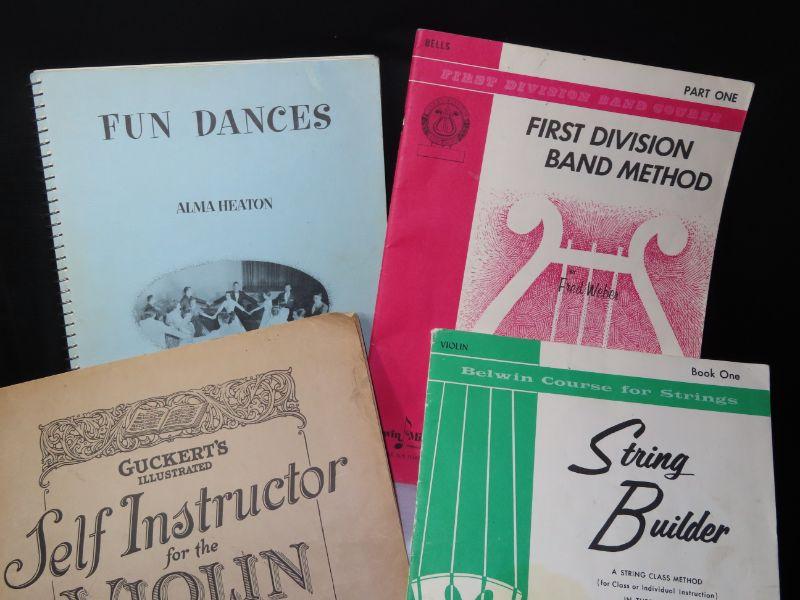 FUN DANCES
ALMA HEATON
BELLS
FIRST DIVISION BAND COURSE
PART ONE
FIRST DIVISION
BAND METHOD
BY
Fred Weber
GUCKERT'S
ILLUSTRATED
Self Instructor
for the
VIOLIN
VIOLIN
Book One
Belwin Course for Strings
String
Builder
A STRING CLASS METHOD
(for Class or Individual Instruction)